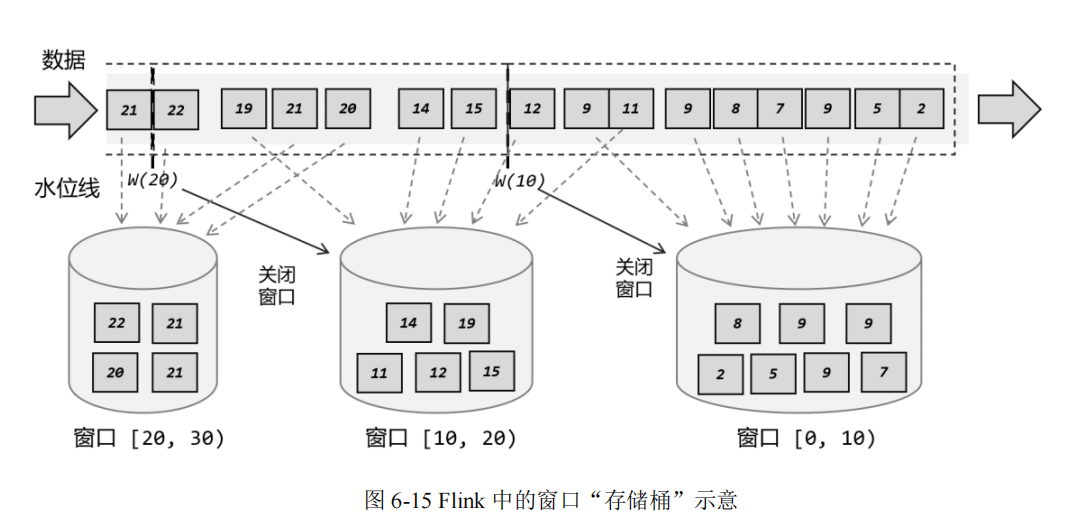 数据
21 22 19 21 20 14 15 12 9 11 9 8 7 9 5 2
水位线 W(20) W(10)
关闭 关闭
窗口 窗口
22 21 14 19 8 9 9
20 21 11 12 15 2 5 9 7
窗口 [20, 30) 窗口 [10, 20) 窗口 [0, 10)
图 6-15 Flink 中的窗口“存储桶”示意